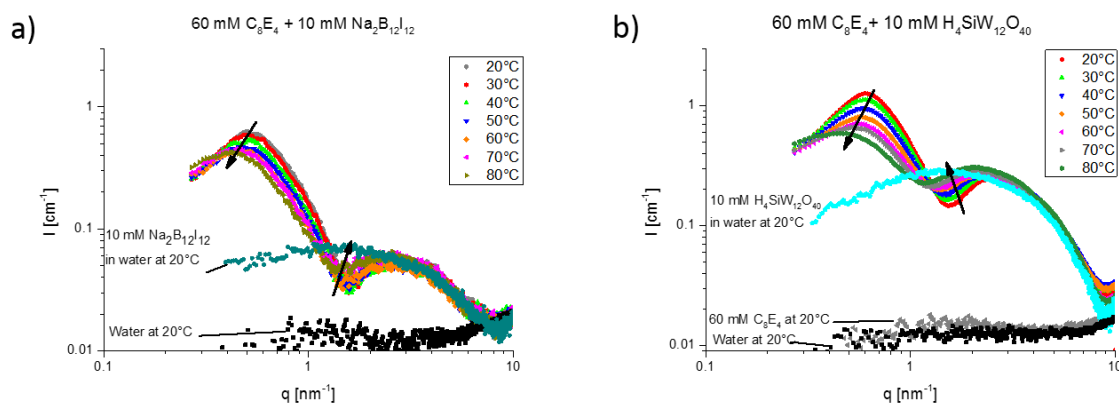 a)
60 mM C₈E₄ + 10 mM Na₂B₁₂I₁₂
20°C
30°C
40°C
50°C
60°C
70°C
80°C
1
0.1
0.01
I [cm⁻¹]
10 mM Na₂B₁₂I₁₂
in water at 20°C
Water at 20°C
0.1
1
10
q [nm⁻¹]
b)
60 mM C₈E₄+ 10 mM H₄SiW₁₂O₄₀
20°C
30°C
40°C
50°C
60°C
70°C
80°C
1
0.1
0.01
I [cm⁻¹]
10 mM H₄SiW₁₂O₄₀
in water at 20°C
60 mM C₈E₄ at 20°C
Water at 20°C
0.1
1
10
q [nm⁻¹]